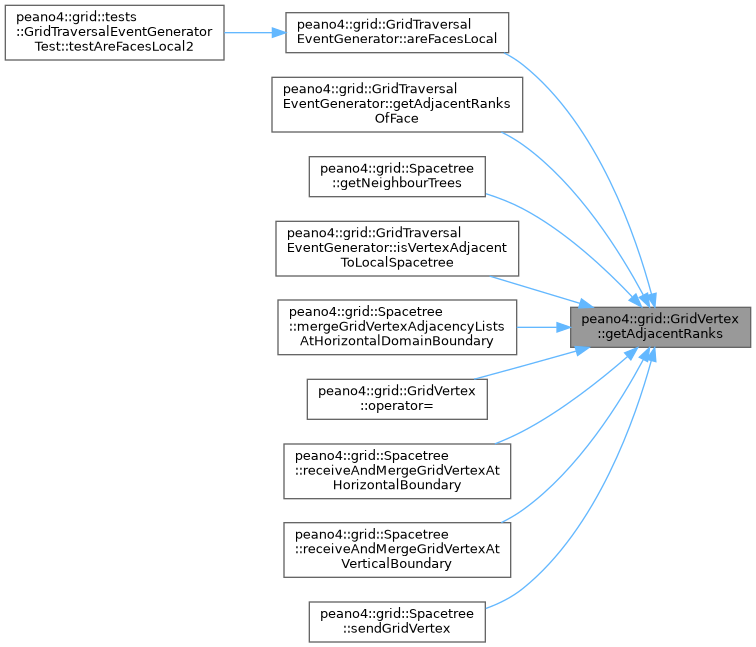 peano4::grid::tests
::GridTraversalEventGenerator
Test::testAreFacesLocal2
peano4::grid::GridTraversal
EventGenerator::areFacesLocal
peano4::grid::GridTraversal
EventGenerator::getAdjacentRanks
OfFace
peano4::grid::Spacetree
::getNeighbourTrees
peano4::grid::GridTraversal
EventGenerator::isVertexAdjacent
ToLocalSpacetree
peano4::grid::Spacetree
::mergeGridVertexAdjacencyLists
AtHorizontalDomainBoundary
peano4::grid::GridVertex
::operator=
peano4::grid::Spacetree
::receiveAndMergeGridVertexAt
HorizontalBoundary
peano4::grid::Spacetree
::receiveAndMergeGridVertexAt
VerticalBoundary
peano4::grid::Spacetree
::sendGridVertex
peano4::grid::GridVertex
::getAdjacentRanks